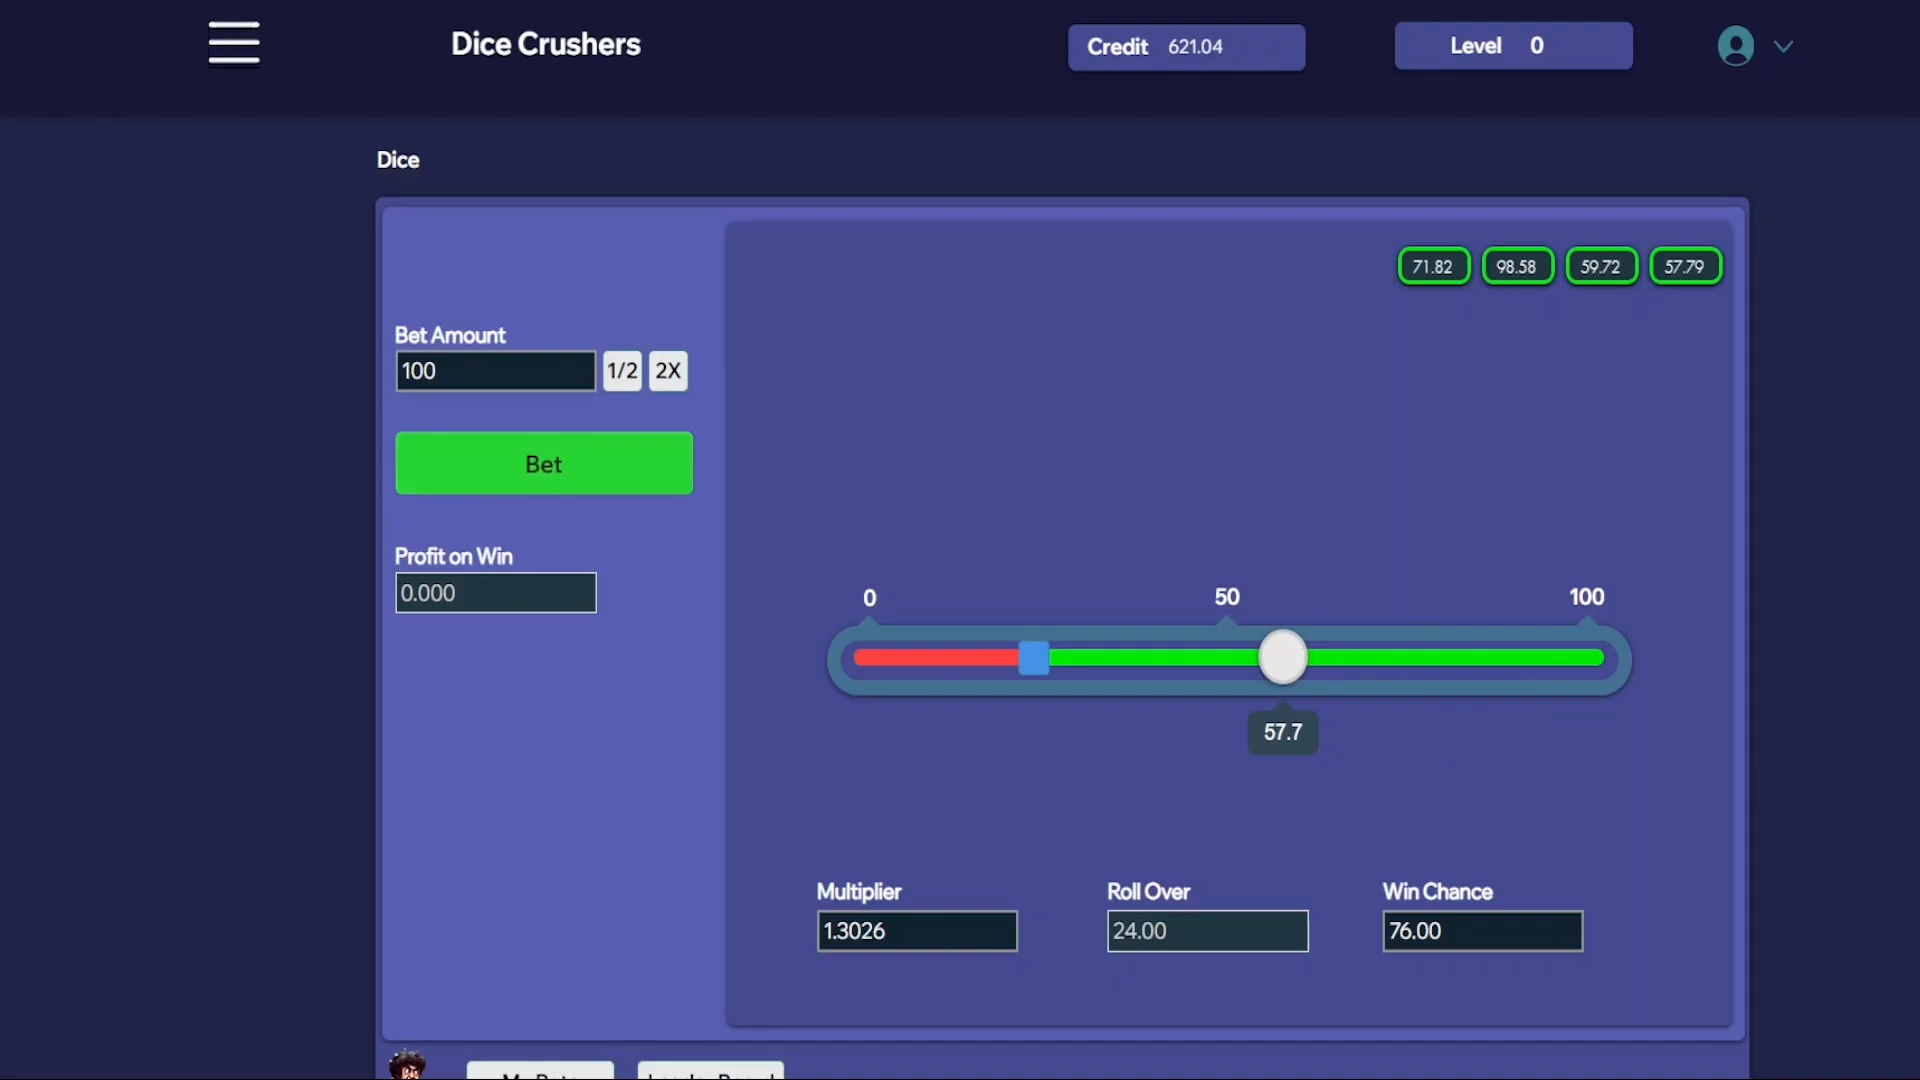 Dice Crushers
Credit 621.04
Level 0
Dice
71.82 98.58 59.72 57.79
Bet Amount
100 1/2 2X
Bet
Profit on Win
0.000
0 50 100
57.7
Multiplier Roll Over Win Chance
1.3026 24.00 76.00